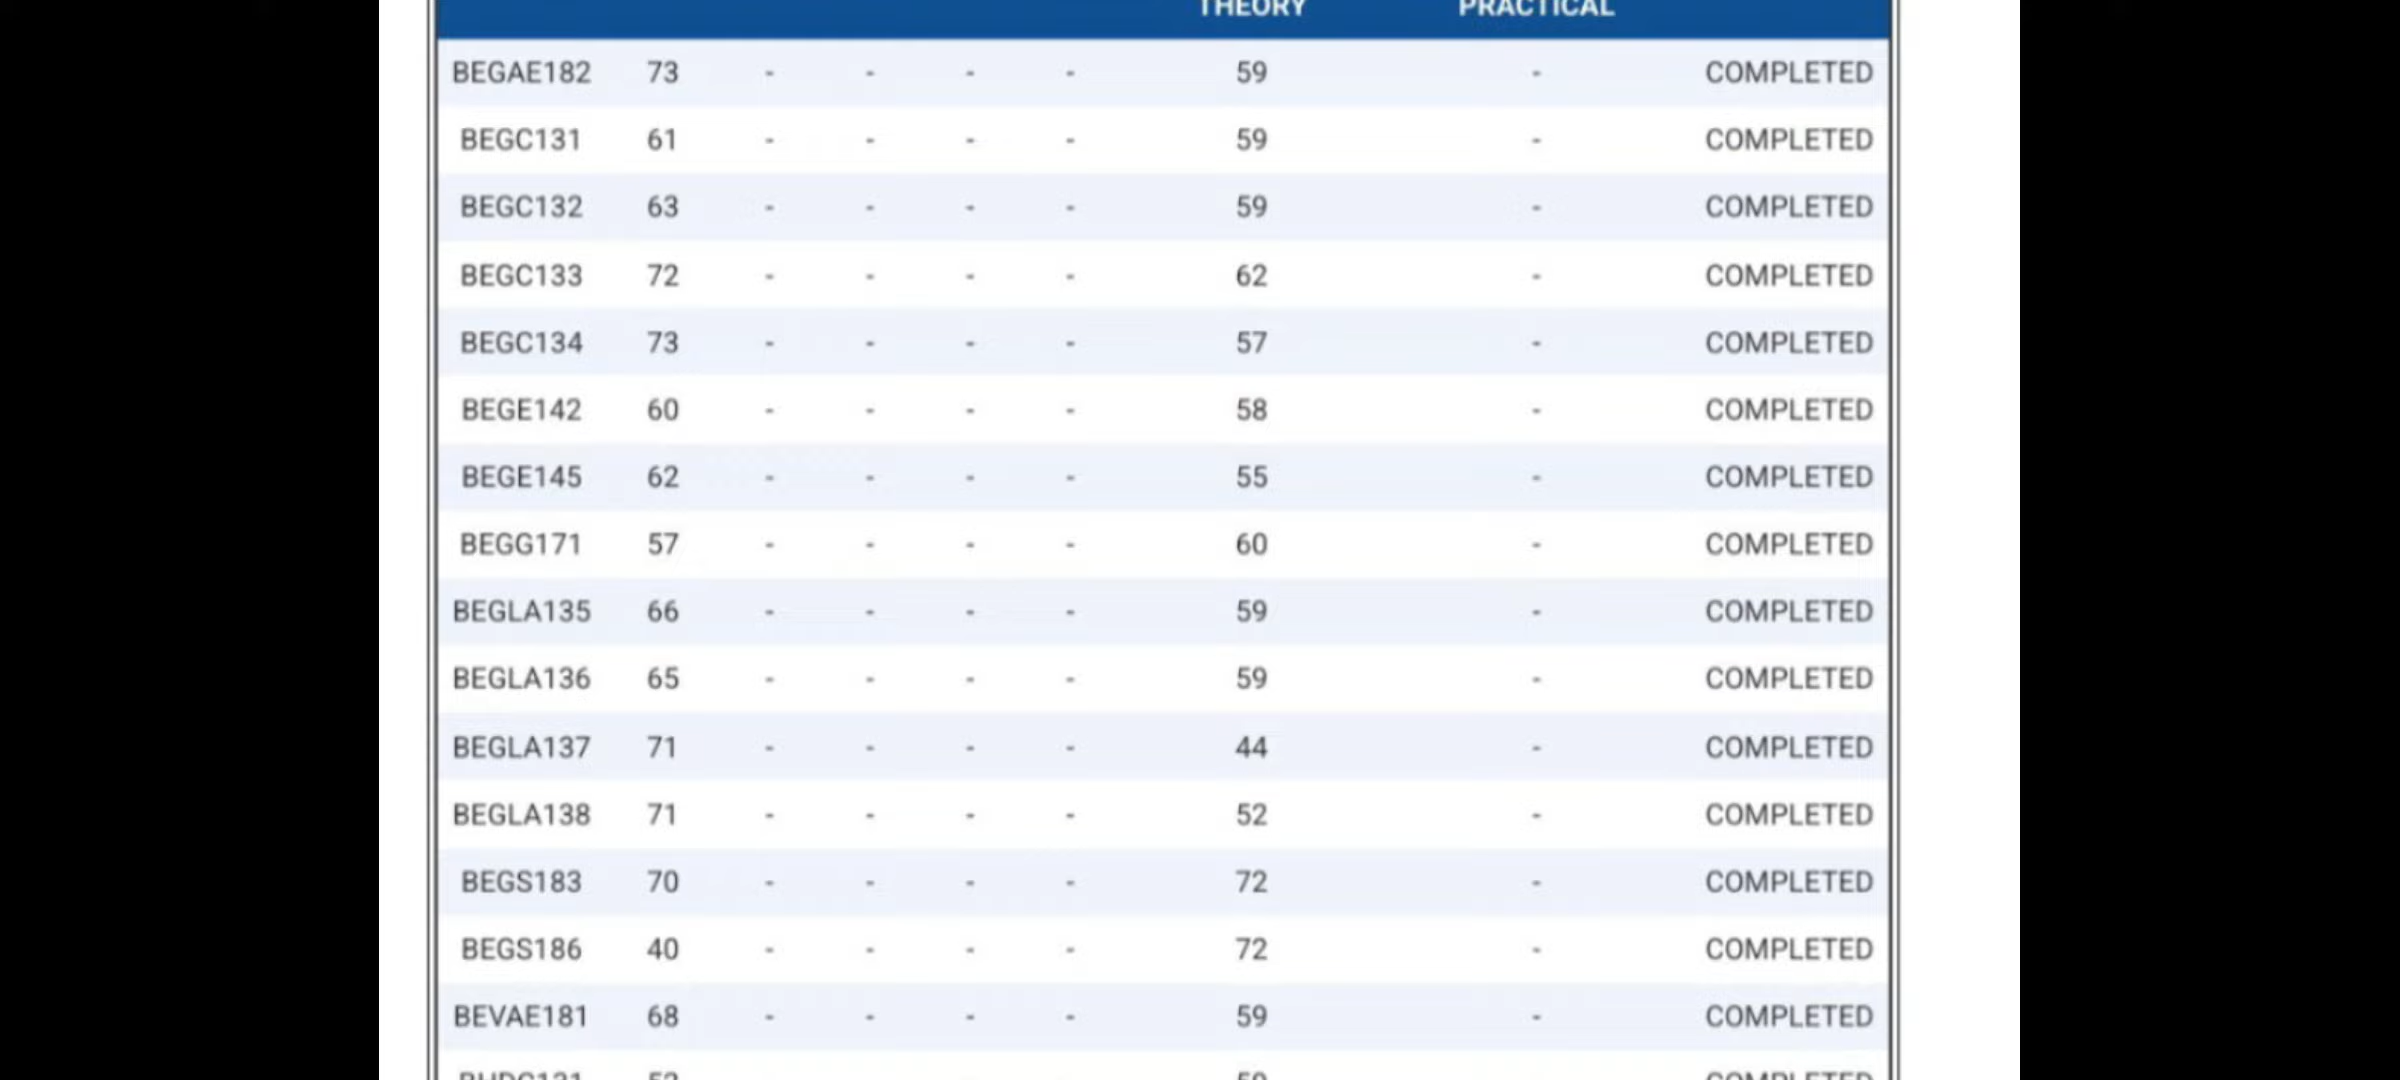 THEORY PRACTICAL
BEGAE182 73 - - - - 59 - COMPLETED
BEGC131 61 - - - - 59 - COMPLETED
BEGC132 63 - - - - 59 - COMPLETED
BEGC133 72 - - - - 62 - COMPLETED
BEGC134 73 - - - - 57 - COMPLETED
BEGE142 60 - - - - 58 - COMPLETED
BEGE145 62 - - - - 55 - COMPLETED
BEGG171 57 - - - - 60 - COMPLETED
BEGLA135 66 - - - - 59 - COMPLETED
BEGLA136 65 - - - - 59 - COMPLETED
BEGLA137 71 - - - - 44 - COMPLETED
BEGLA138 71 - - - - 52 - COMPLETED
BEGS183 70 - - - - 72 - COMPLETED
BEGS186 40 - - - - 72 - COMPLETED
BEVAE181 68 - - - - 59 - COMPLETED
COMPLETED